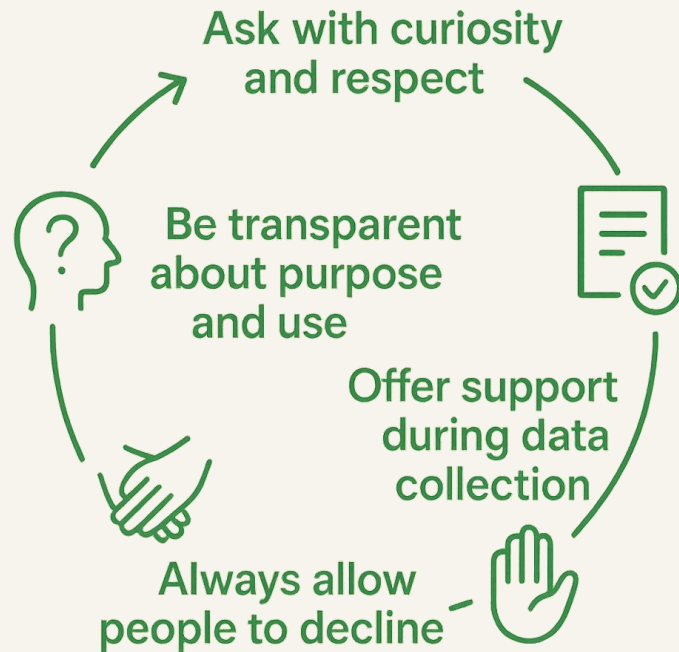 Ask with curiosity
and respect
Be transparent
about purpose
and use
Offer support
during data
collection
Always allow
people to decline